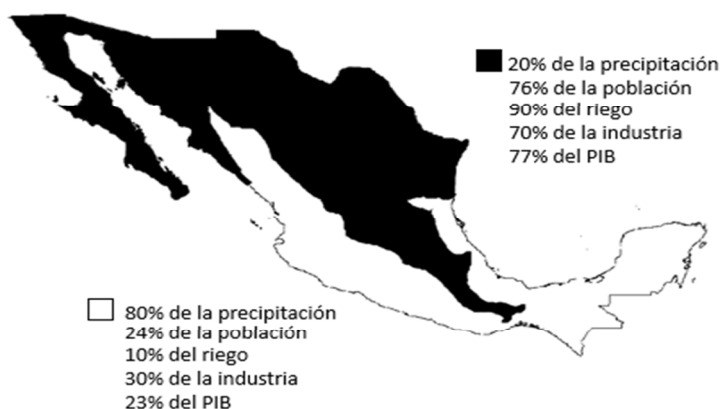 20% de la precipitación
76% de la población
90% del riego
70% de la industria
77% del PIB
80% de la precipitación
24% de la población
10% del riego
30% de la industria
23% del PIB